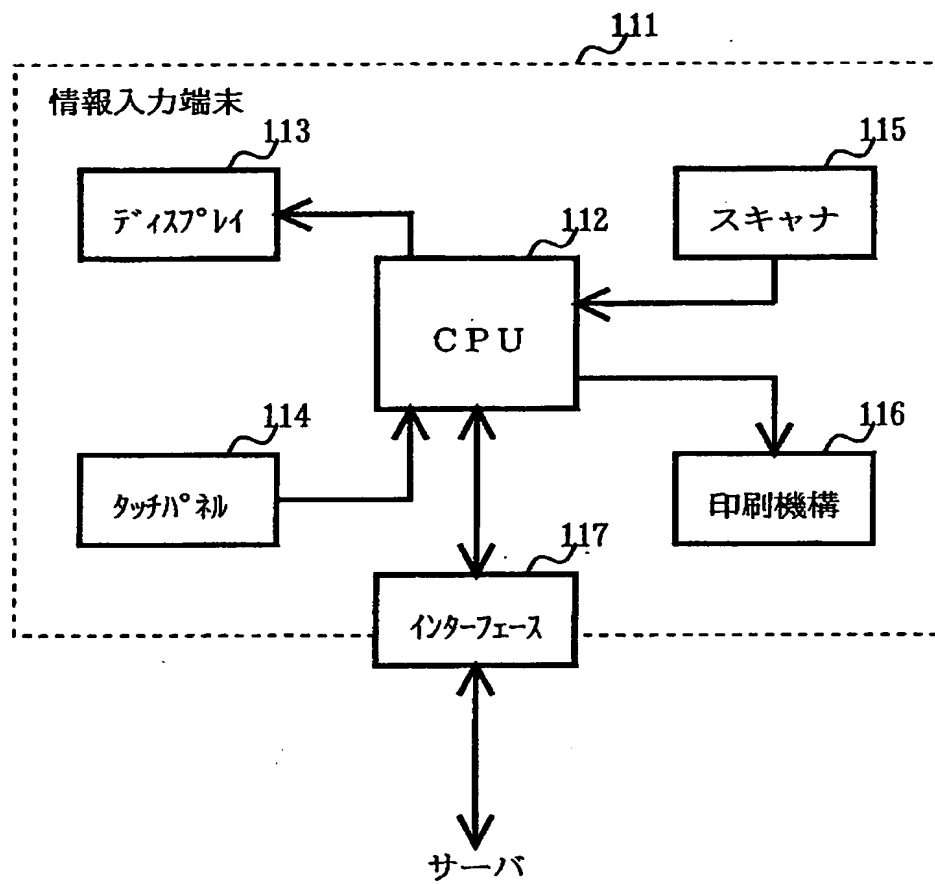 111
情報入力端末
113
ディスプレイ
115
スキャナ
112
ＣＰＵ
114
タッチパネル
116
印刷機構
117
インターフェース
サーバ